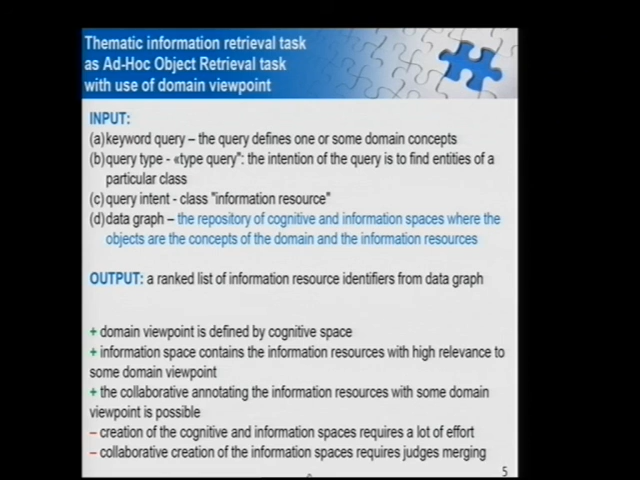 Thematic information retrieval task
as Ad-Hoc Object Retrieval task
with use of domain viewpoint
INPUT:
(a) keyword query – the query defines one or some domain concepts
(b) query type - «type query": the intention of the query is to find entities of a
particular class
(c) query intent - class "information resource"
(d) data graph – the repository of cognitive and information spaces where the
objects are the concepts of the domain and the information resources
OUTPUT: a ranked list of information resource identifiers from data graph
+ domain viewpoint is defined by cognitive space
+ information space contains the information resources with high relevance to
some domain viewpoint
+ the collaborative annotating the information resources with some domain
viewpoint is possible
– creation of the cognitive and information spaces requires a lot of effort
– collaborative creation of the information spaces requires judges merging
5